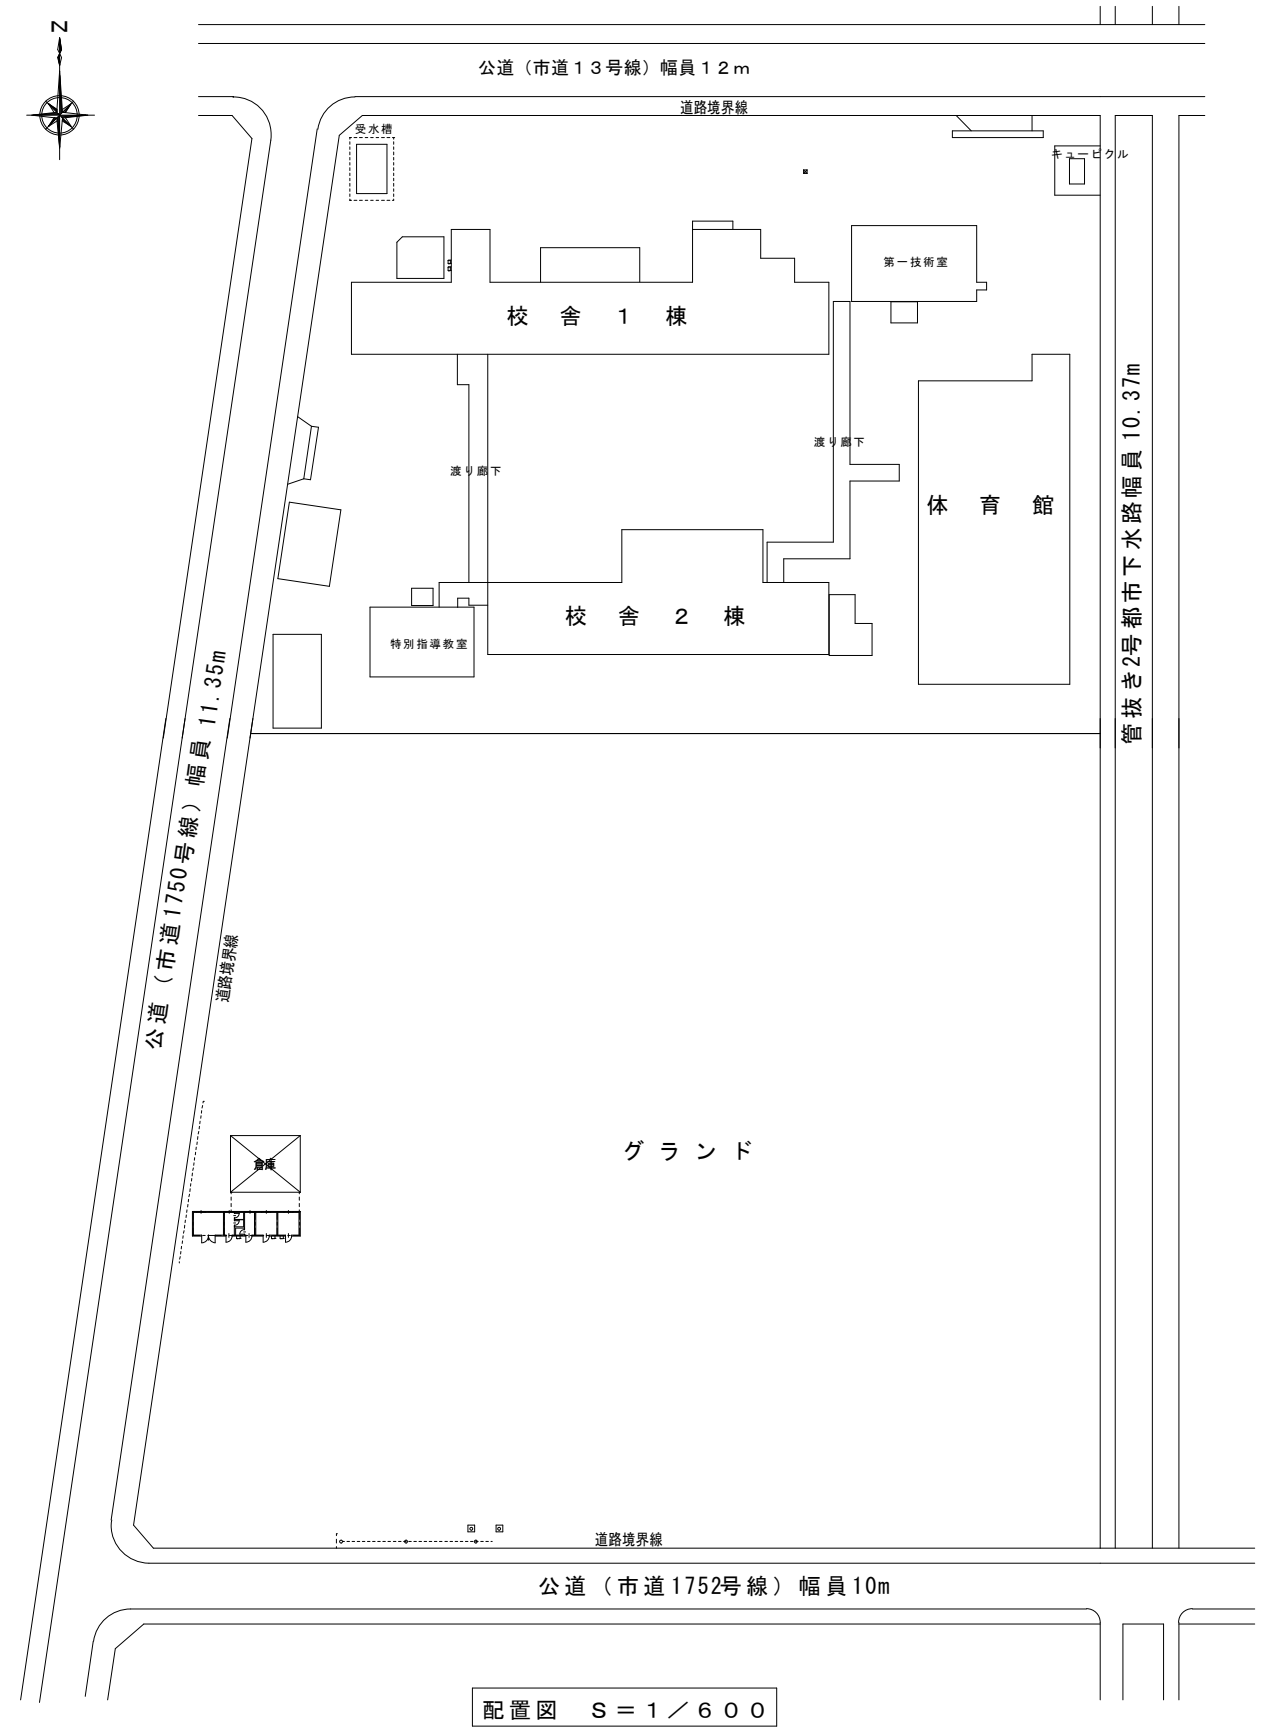 N
公道（市道１３号線）幅員１２ｍ
道路境界線
受水槽
キュービクル
第一技術室
校舎１棟
渡り廊下
渡り廊下
体育館
管抜き2号都市下水路幅員10.37m
校舎２棟
特別指導教室
公道（市道1750号線）幅員11.35m
道路境界線
グランド
倉庫
道路境界線
公道（市道1752号線）幅員10m
配置図　Ｓ＝１／６００